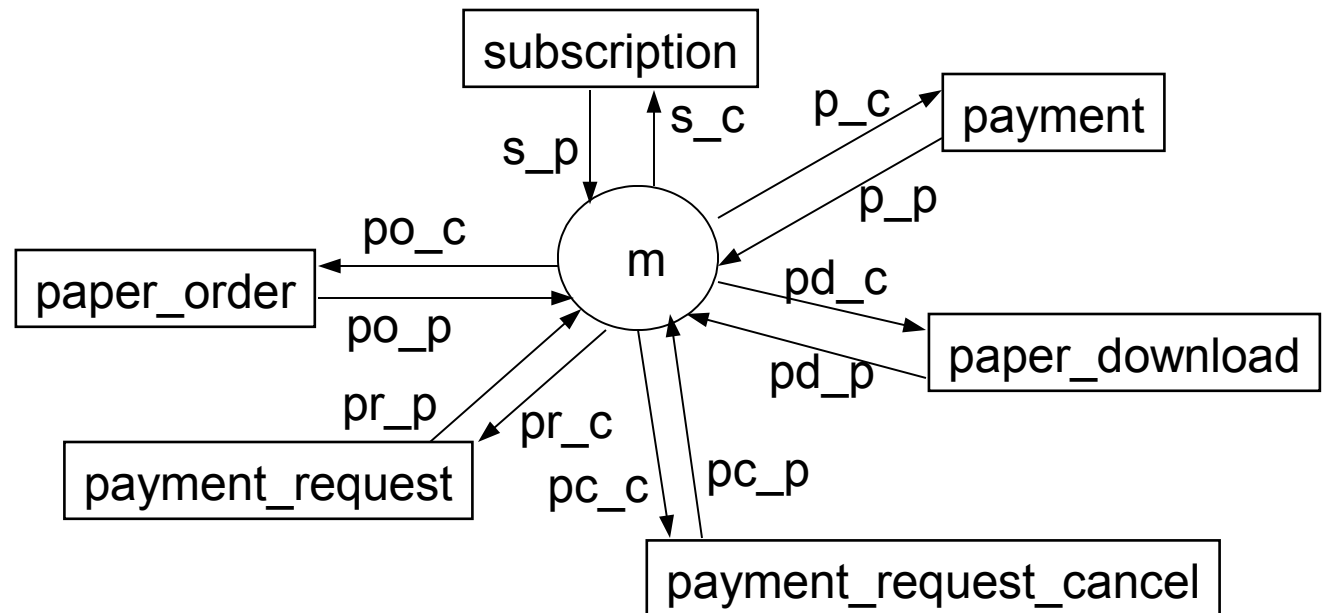 subscription
p_c
payment
s_c
s_p
p_p
po_c
m
paper_order
pd_c
po_p
paper_download
pd_p
pr_p
pr_c
payment_request
pc_c
pc_p
payment_request_cancel